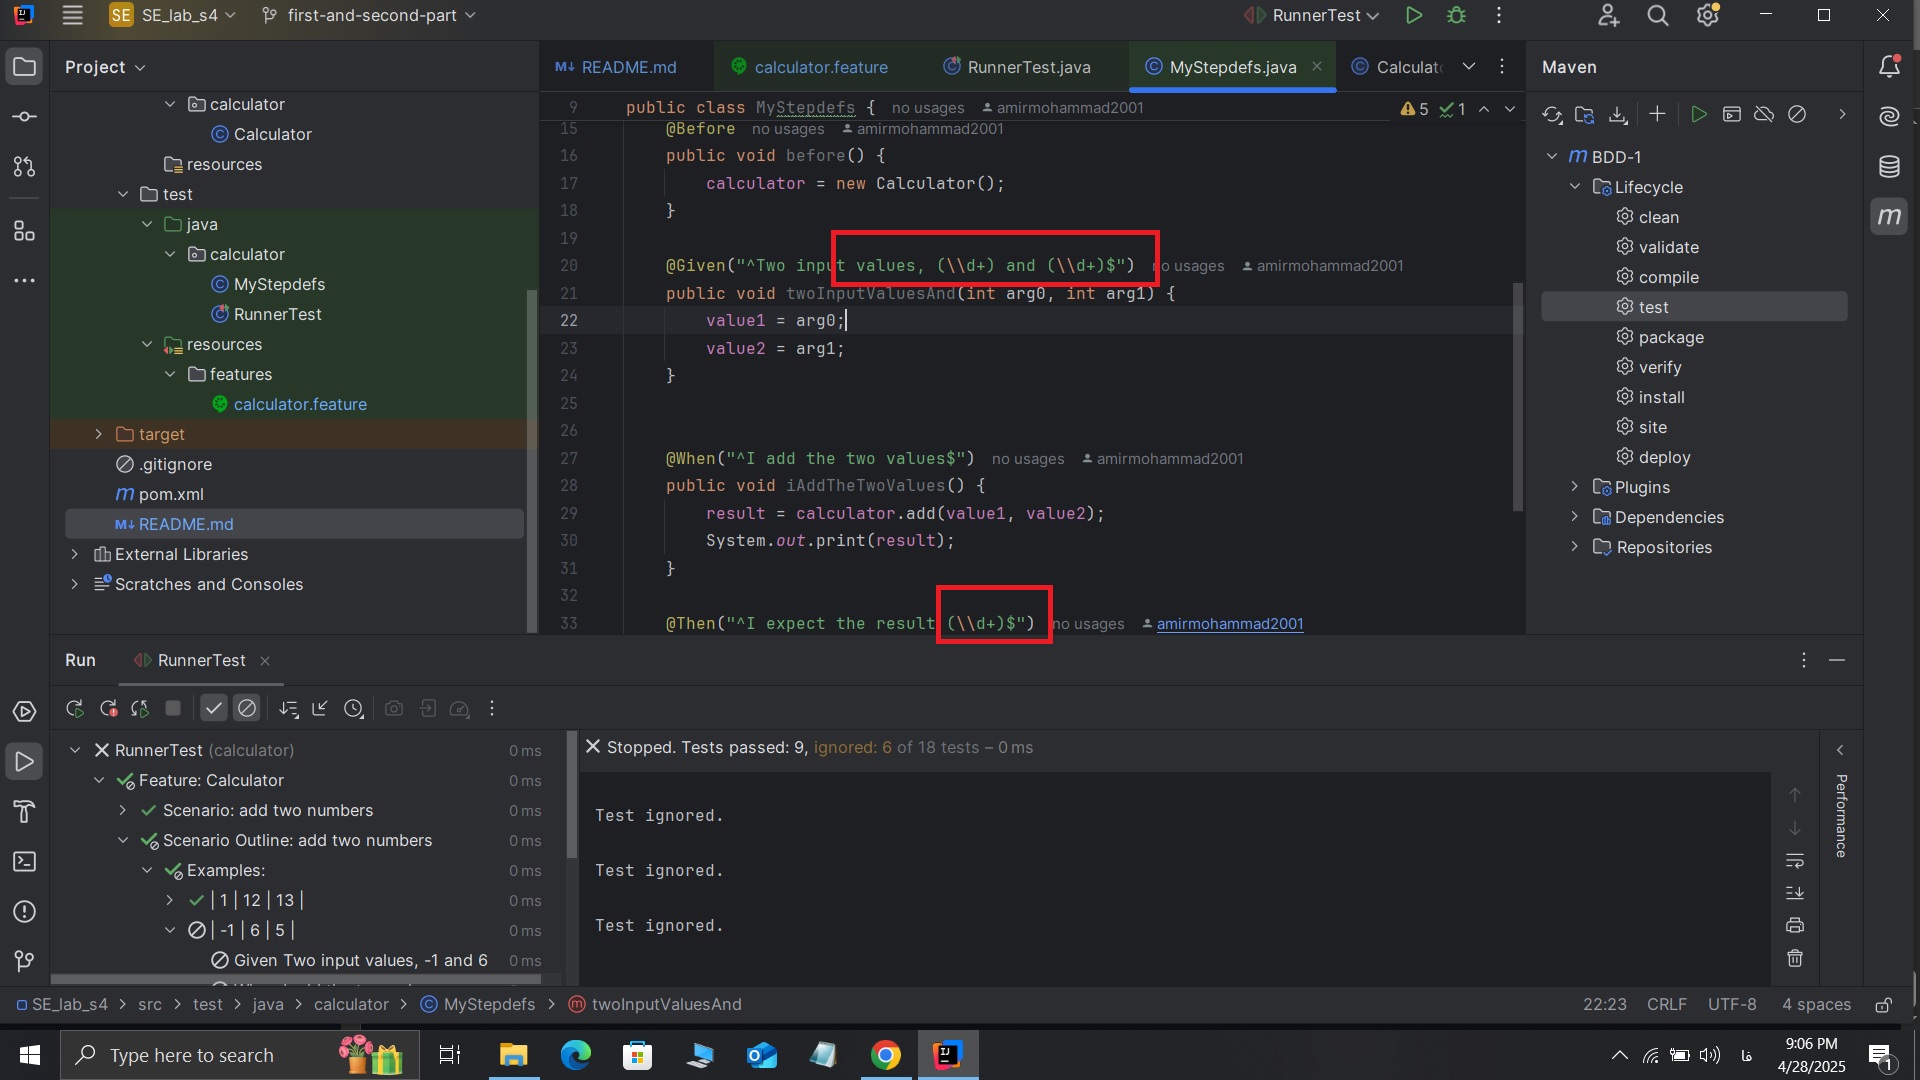 SE SE_lab_s4 first-and-second-part RunnerTest
Project
calculator
Calculator
resources
test
java
calculator
MyStepdefs
RunnerTest
resources
features
calculator.feature
target
.gitignore
pom.xml
README.md
External Libraries
Scratches and Consoles
README.md calculator.feature RunnerTest.java MyStepdefs.java Calculat
9 public class MyStepdefs { no usages amirmohammad2001 5 1
15 @Before no usages amirmohammad2001
16 public void before() {
17 calculator = new Calculator();
18 }
19
20 @Given("^Two input values, (\\d+) and (\\d+)$") no usages amirmohammad2001
21 public void twoInputValuesAnd(int arg0, int arg1) {
22 value1 = arg0;
23 value2 = arg1;
24 }
25
26
27 @When("^I add the two values$") no usages amirmohammad2001
28 public void iAddTheTwoValues() {
29 result = calculator.add(value1, value2);
30 System.out.print(result);
31 }
32
33 @Then("^I expect the result (\\d+)$") no usages amirmohammad2001
Maven
m BDD-1
Lifecycle
clean
validate
compile
test
package
verify
install
site
deploy
Plugins
Dependencies
Repositories
Run RunnerTest
RunnerTest (calculator) 0 ms
Feature: Calculator 0 ms
Scenario: add two numbers 0 ms
Scenario Outline: add two numbers 0 ms
Examples: 0 ms
| 1 | 12 | 13 | 0 ms
| -1 | 6 | 5 | 0 ms
Given Two input values, -1 and 6 0 ms
Stopped. Tests passed: 9, ignored: 6 of 18 tests – 0 ms
Test ignored.
Test ignored.
Test ignored.
Performance
SE_lab_s4 > src > test > java > calculator > MyStepdefs > twoInputValuesAnd 22:23 CRLF UTF-8 4 spaces
Type here to search
فا
9:06 PM
4/28/2025
1